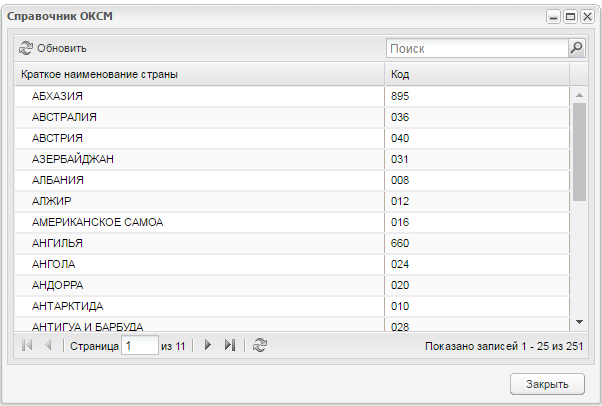 Справочник ОКСМ
Обновить Поиск
Краткое наименование страны Код
АБХАЗИЯ 895
АВСТРАЛИЯ 036
АВСТРИЯ 040
АЗЕРБАЙДЖАН 031
АЛБАНИЯ 008
АЛЖИР 012
АМЕРИКАНСКОЕ САМОА 016
АНГИЛЬЯ 660
АНГОЛА 024
АНДОРРА 020
АНТАРКТИДА 010
АНТИГУА И БАРБУДА 028
Страница 1 из 11 Показано записей 1 - 25 из 251
Закрыть